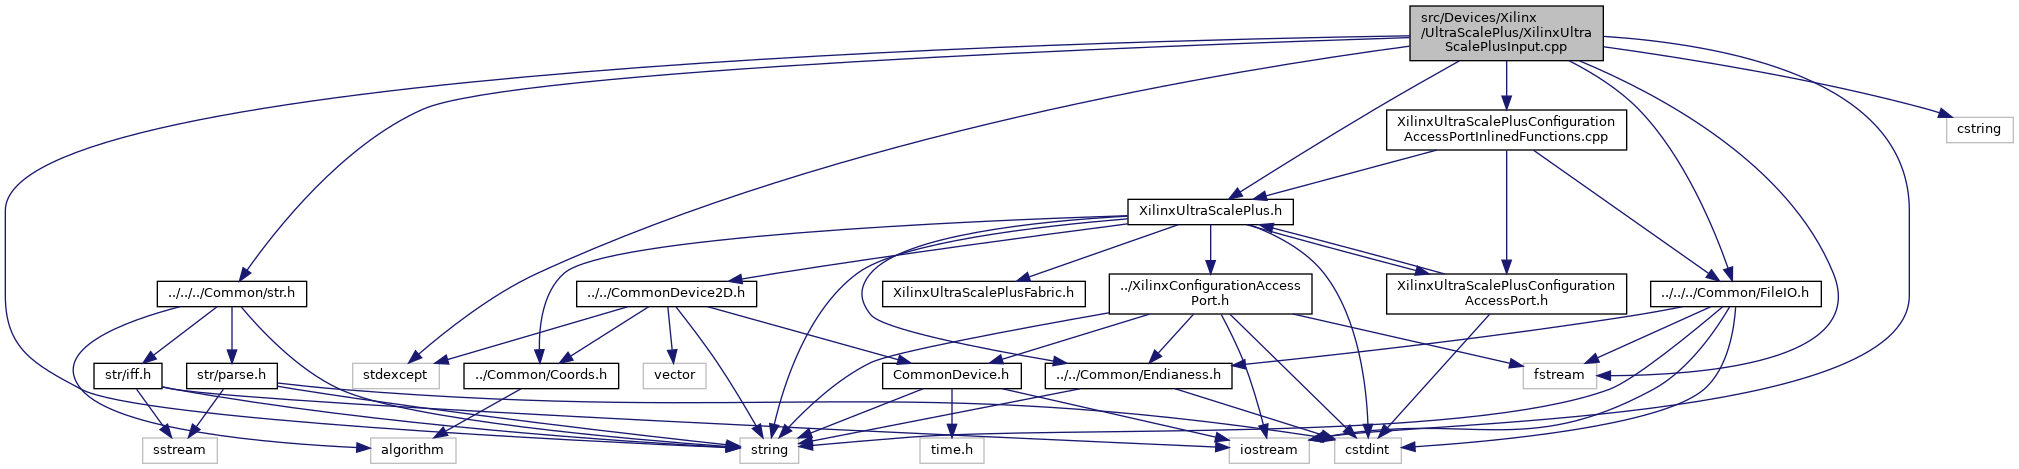 src/Devices/Xilinx
/UltraScalePlus/XilinxUltra
ScalePlusInput.cpp
XilinxUltraScalePlusConfiguration
AccessPortInlinedFunctions.cpp
cstring
XilinxUltraScalePlus.h
../../../Common/str.h
../../CommonDevice2D.h
XilinxUltraScalePlusFabric.h
../XilinxConfigurationAccess
Port.h
XilinxUltraScalePlusConfiguration
AccessPort.h
../../../Common/FileIO.h
str/iff.h
str/parse.h
stdexcept
../Common/Coords.h
vector
CommonDevice.h
../../Common/Endianess.h
fstream
sstream
algorithm
string
time.h
iostream
cstdint